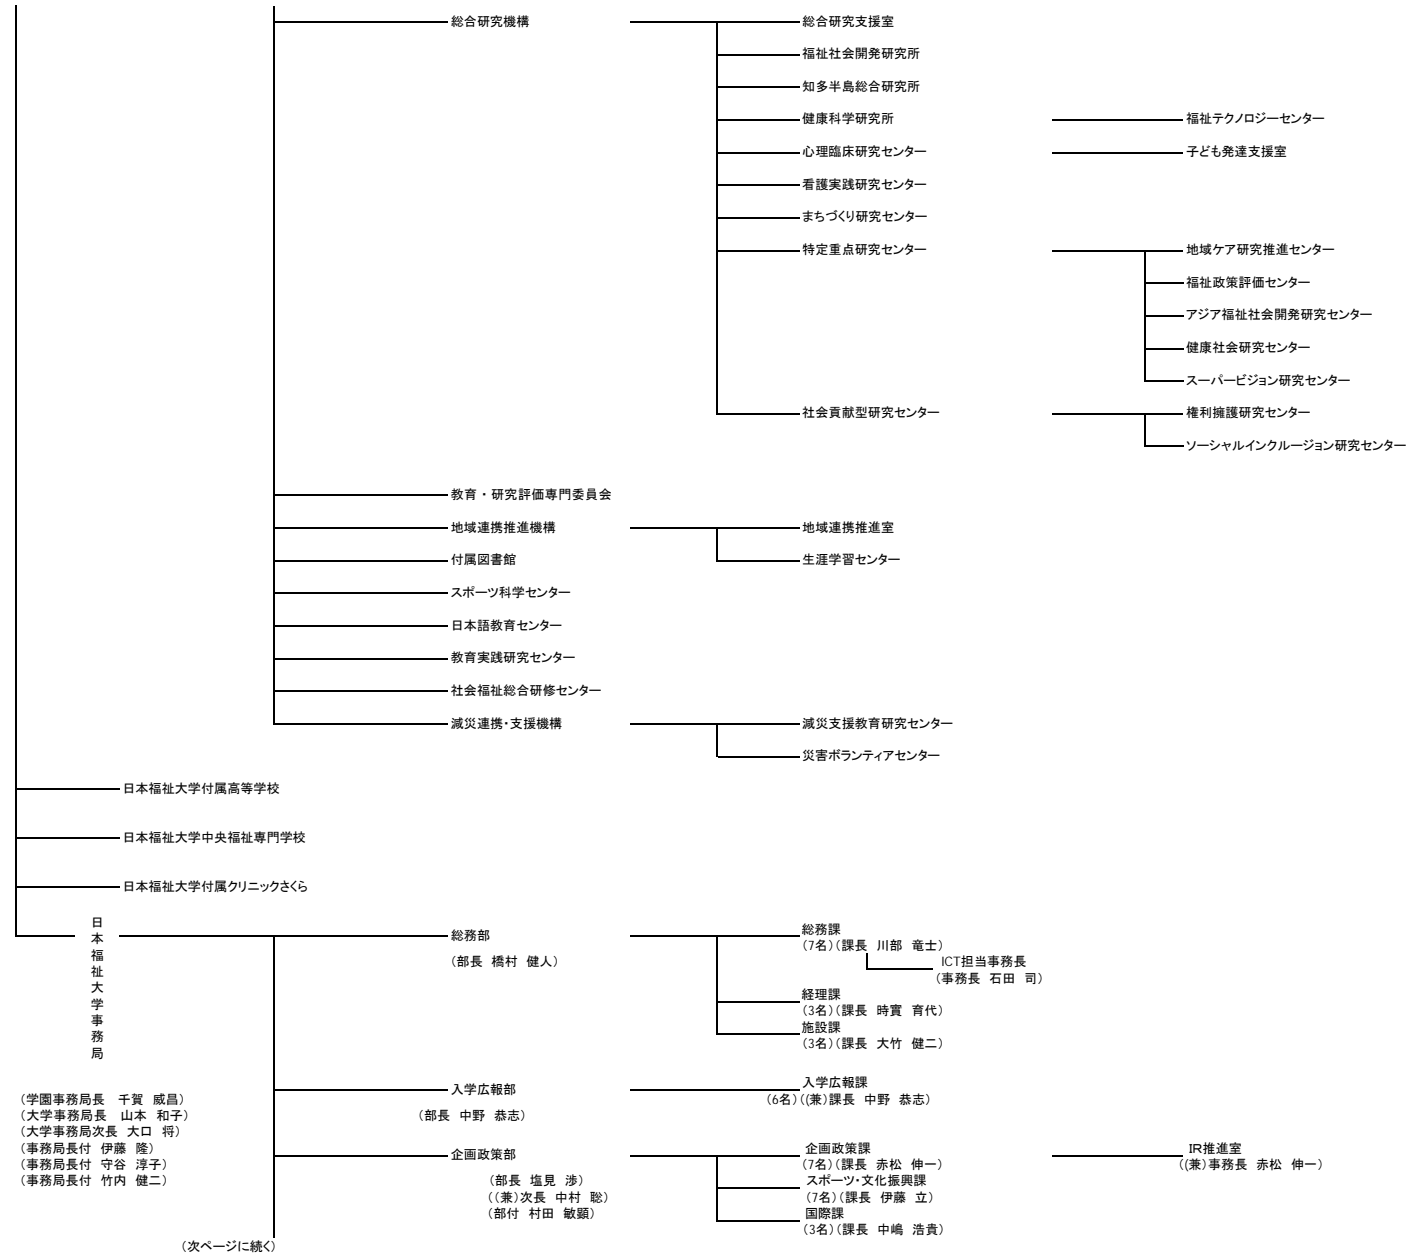 総合研究機構
総合研究支援室
福祉社会開発研究所
知多半島総合研究所
健康科学研究所
福祉テクノロジーセンター
心理臨床研究センター
子ども発達支援室
看護実践研究センター
まちづくり研究センター
特定重点研究センター
地域ケア研究推進センター
福祉政策評価センター
アジア福祉社会開発研究センター
健康社会研究センター
スーパービジョン研究センター
社会貢献型研究センター
権利擁護研究センター
ソーシャルインクルージョン研究センター
教育・研究評価専門委員会
地域連携推進機構
地域連携推進室
生涯学習センター
付属図書館
スポーツ科学センター
日本語教育センター
教育実践研究センター
社会福祉総合研修センター
減災連携・支援機構
減災支援教育研究センター
災害ボランティアセンター
日本福祉大学付属高等学校
日本福祉大学中央福祉専門学校
日本福祉大学付属クリニックさくら
日本福祉大学事務局
（学園事務局長　千賀　威昌）
（大学事務局長　山本　和子）
（大学事務局次長　大口　将）
（事務局長付　伊藤　隆）
（事務局長付　守谷　淳子）
（事務局長付　竹内　健二）
総務部
（部長　橋村　健人）
総務課
（7名）（課長　川部　竜士）
ICT担当事務長
（事務長　石田　司）
経理課
（3名）（課長　時實　育代）
施設課
（3名）（課長　大竹　健二）
入学広報部
（部長　中野　恭志）
入学広報課
（6名）（(兼)課長　中野　恭志）
企画政策部
（部長　塩見　渉）
（(兼)次長　中村　聡）
（部付　村田　敏顕）
企画政策課
（7名）（課長　赤松　伸一）
IR推進室
（(兼)事務長　赤松　伸一）
スポーツ・文化振興課
（7名）（課長　伊藤　立）
国際課
（3名）（課長　中嶋　浩貴）
（次ページに続く）